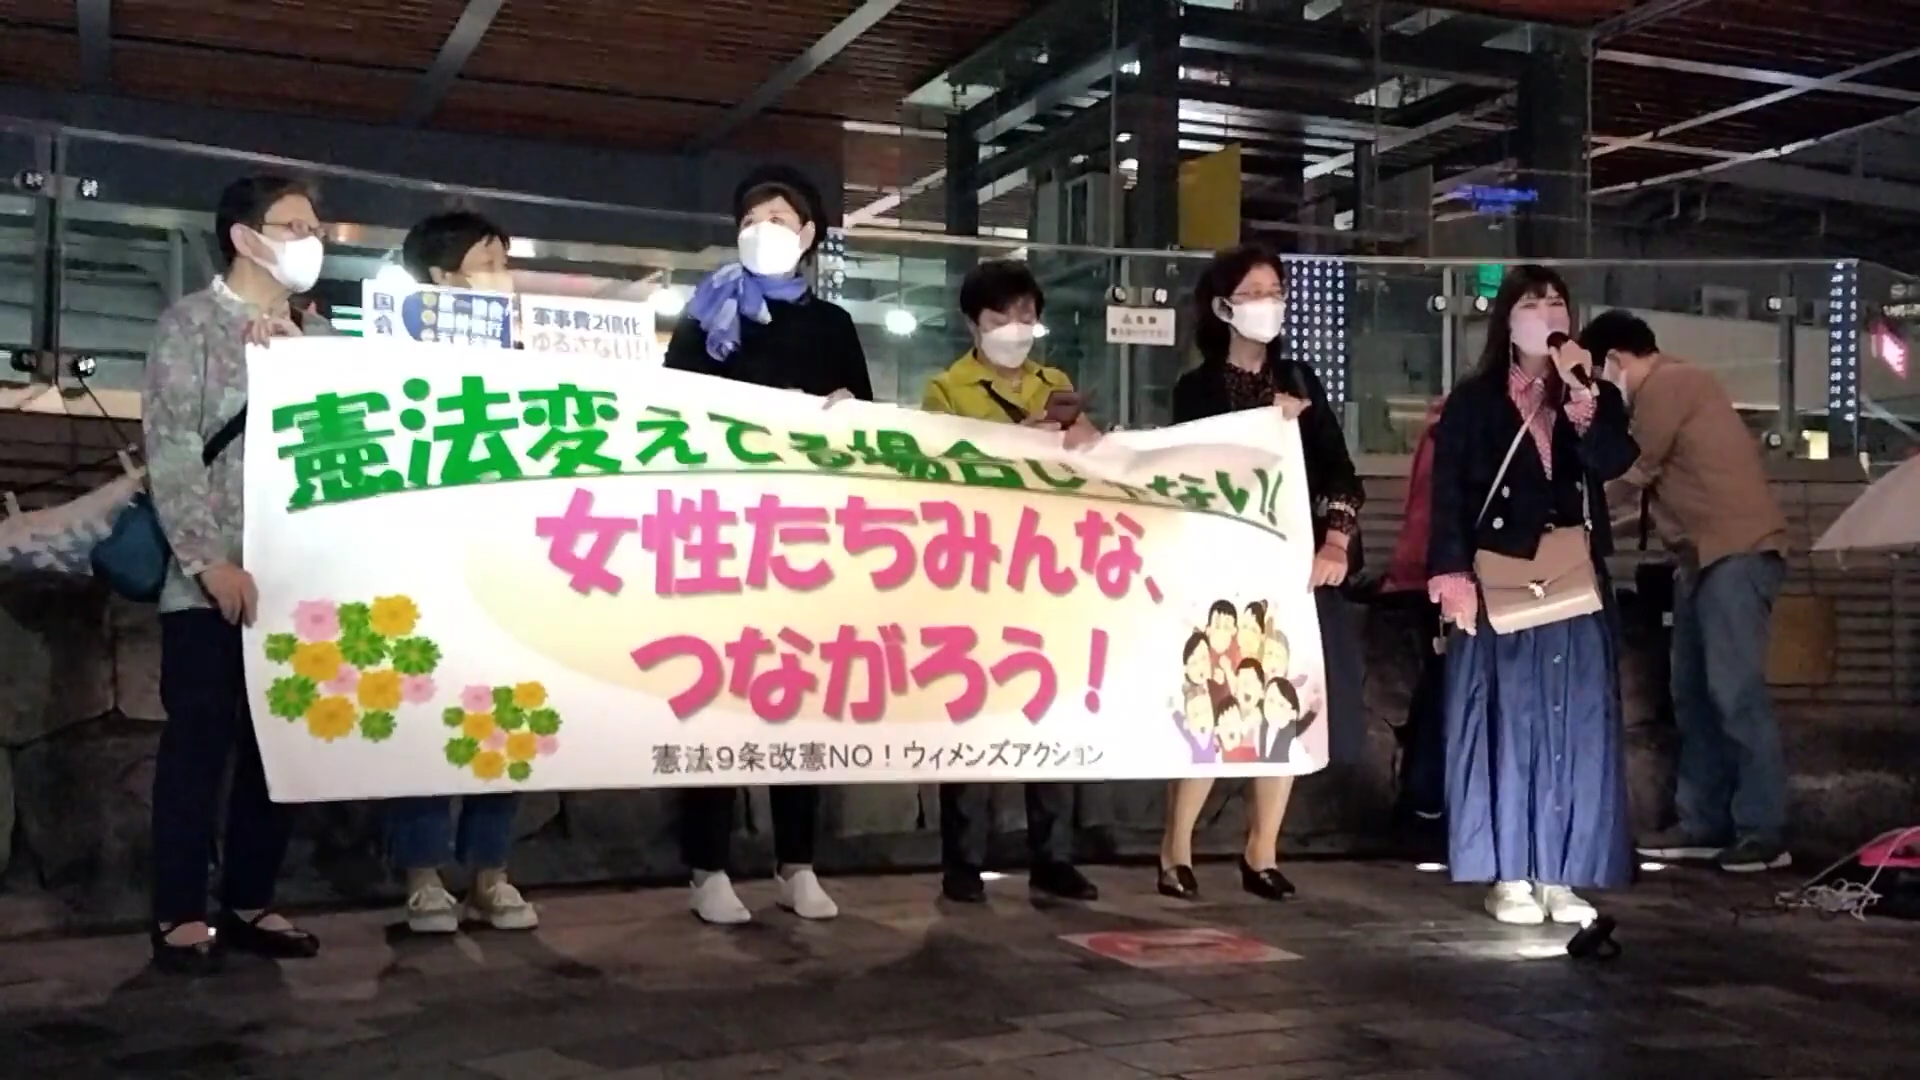 軍事費2倍化
ゆるさない!!
憲法変えてる場合じゃない!!
女性たちみんな、
つながろう!
憲法9条改憲NO!ウィメンズアクション